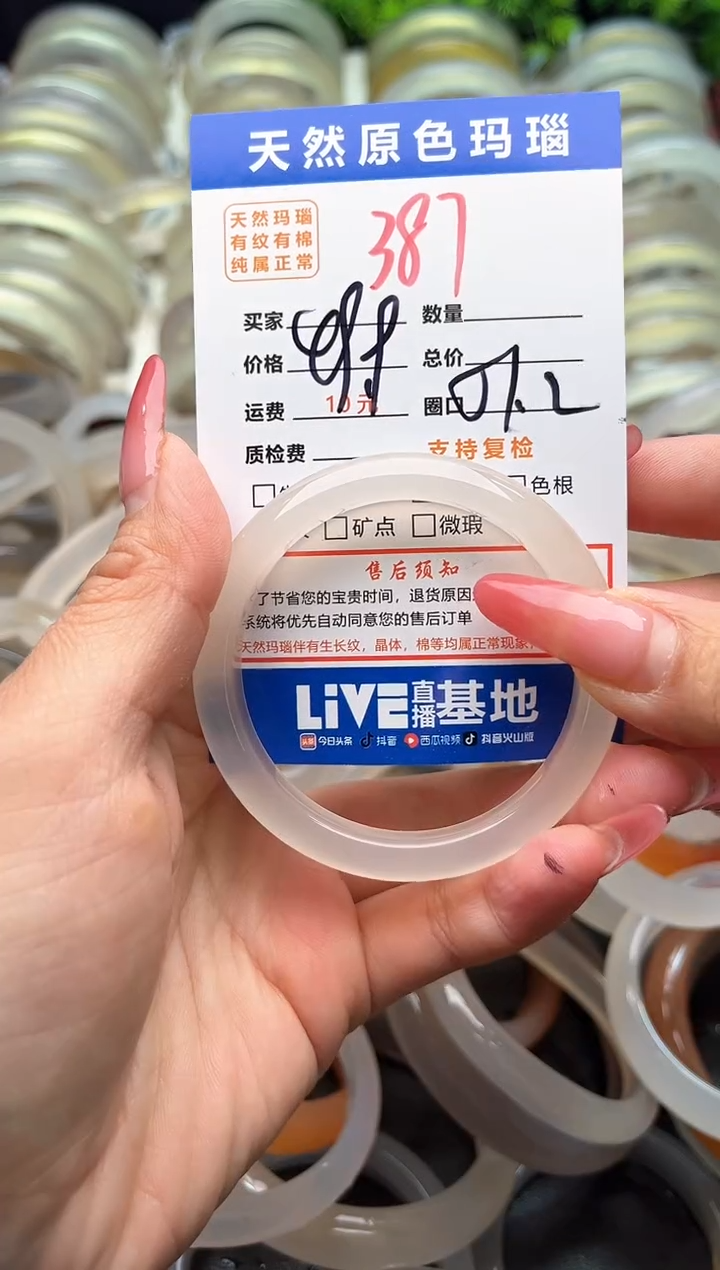 天然原色玛瑙
天然玛瑙
有纹有棉
纯属正常
387
买家 数量
价格 总价
运费 10元 圈口
质检费 支持复检
色根
矿点 微瑕
售后须知
了节省您的宝贵时间，退货原因
系统将优先自动同意您的售后订单
天然玛瑙伴有生长纹，晶体，棉等均属正常现象
LiVE直播基地
头条 今日头条 抖音 西瓜视频 抖音火山版